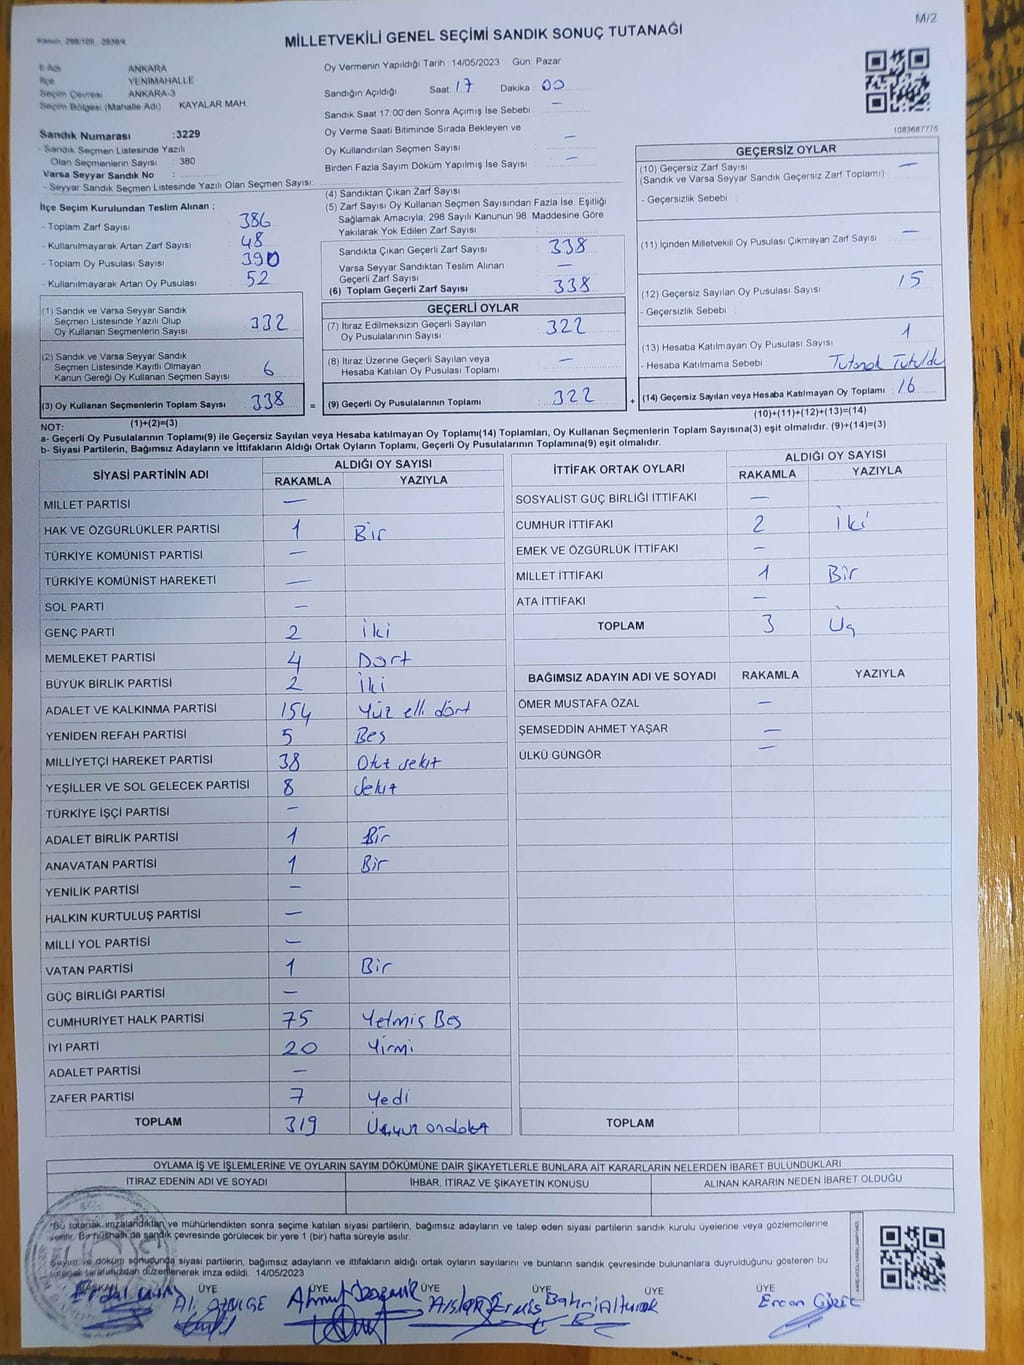 M/2
Kanun: 298/105
MİLLETVEKİLİ GENEL SEÇİMİ SANDIK SONUÇ TUTANAĞI
İl Adı ANKARA
İlçe YENİMAHALLE
Seçim Çevresi ANKARA-3
Seçim Bölgesi (Mahalle Adı) KAYALAR MAH.
Sandık Numarası :3229
- Sandık Seçmen Listesinde Yazılı
Olan Seçmenlerin Sayısı : 380
Varsa Seyyar Sandık No :
- Seyyar Sandık Seçmen Listesinde Yazılı Olan Seçmen Sayısı:
İlçe Seçim Kurulundan Teslim Alınan ;
- Toplam Zarf Sayısı 386
- Kullanılmayarak Artan Zarf Sayısı 48
- Toplam Oy Pusulası Sayısı 390
- Kullanılmayarak Artan Oy Pusulası 52
(1) Sandık ve Varsa Seyyar Sandık
Seçmen Listesinde Yazılı Olup
Oy Kullanan Seçmenlerin Sayısı 332
(2) Sandık ve Varsa Seyyar Sandık
Seçmen Listesinde Kayıtlı Olmayan
Kanun Gereği Oy Kullanan Seçmen Sayısı 6
(3) Oy Kullanan Seçmenlerin Toplam Sayısı 338
(1)+(2)=(3)
Oy Vermenin Yapıldığı Tarih : 14/05/2023 Gün: Pazar
Sandığın Açıldığı Saat: 17 Dakika : 00
Sandık Saat 17.00'den Sonra Açımış İse Sebebi : —
Oy Verme Saati Bitiminde Sırada Bekleyen ve
Oy Kullandırılan Seçmen Sayısı : —
Birden Fazla Sayım Döküm Yapılmış İse Sayısı : —
(4) Sandıktan Çıkan Zarf Sayısı :
(5) Zarf Sayısı Oy Kullanan Seçmen Sayısından Fazla İse, Eşitliği
Sağlamak Amacıyla; 298 Sayılı Kanunun 98. Maddesine Göre
Yakılarak Yok Edilen Zarf Sayısı :
Sandıkta Çıkan Geçerli Zarf Sayısı 338
Varsa Seyyar Sandıktan Teslim Alınan
Geçerli Zarf Sayısı —
(6) Toplam Geçerli Zarf Sayısı 338
GEÇERLİ OYLAR
(7) İtiraz Edilmeksizin Geçerli Sayılan
Oy Pusulalarının Sayısı 322
(8) İtiraz Üzerine Geçerli Sayılan veya
Hesaba Katılan Oy Pusulası Toplamı —
= (9) Geçerli Oy Pusulalarının Toplamı 322 +
1083687775
GEÇERSİZ OYLAR
(10) Geçersiz Zarf Sayısı —
(Sandık ve Varsa Seyyar Sandık Geçersiz Zarf Toplamı)
- Geçersizlik Sebebi :
(11) İçinden Milletvekili Oy Pusulası Çıkmayan Zarf Sayısı —
(12) Geçersiz Sayılan Oy Pusulası Sayısı 15
- Geçersizlik Sebebi :
(13) Hesaba Katılmayan Oy Pusulası Sayısı 1
- Hesaba Katılmama Sebebi Tutanak Tutuldu
(14) Geçersiz Sayılan veya Hesaba Katılmayan Oy Toplamı 16
(10)+(11)+(12)+(13)=(14)
NOT:
a- Geçerli Oy Pusulalarının Toplamı(9) ile Geçersiz Sayılan veya Hesaba katılmayan Oy Toplamı(14) Toplamları, Oy Kullanan Seçmenlerin Toplam Sayısına(3) eşit olmalıdır. (9)+(14)=(3)
b- Siyasi Partilerin, Bağımsız Adayların ve İttifakların Aldığı Ortak Oyların Toplamı, Geçerli Oy Pusulalarının Toplamına(9) eşit olmalıdır.
SİYASİ PARTİNİN ADI ALDIĞI OY SAYISI
RAKAMLA YAZIYLA
MİLLET PARTİSİ —
HAK VE ÖZGÜRLÜKLER PARTİSİ 1 Bir
TÜRKİYE KOMÜNİST PARTİSİ —
TÜRKİYE KOMÜNİST HAREKETİ —
SOL PARTİ —
GENÇ PARTİ 2 İki
MEMLEKET PARTİSİ 4 Dört
BÜYÜK BİRLİK PARTİSİ 2 İki
ADALET VE KALKINMA PARTİSİ 154 Yüz elli dört
YENİDEN REFAH PARTİSİ 5 Beş
MİLLİYETÇİ HAREKET PARTİSİ 38 Otuz sekiz
YEŞİLLER VE SOL GELECEK PARTİSİ 8 Sekiz
TÜRKİYE İŞÇİ PARTİSİ —
ADALET BİRLİK PARTİSİ 1 Bir
ANAVATAN PARTİSİ 1 Bir
YENİLİK PARTİSİ —
HALKIN KURTULUŞ PARTİSİ —
MİLLİ YOL PARTİSİ —
VATAN PARTİSİ 1 Bir
GÜÇ BİRLİĞİ PARTİSİ —
CUMHURİYET HALK PARTİSİ 75 Yetmiş Beş
İYİ PARTİ 20 Yirmi
ADALET PARTİSİ —
ZAFER PARTİSİ 7 Yedi
TOPLAM 319 Üçyüz ondokuz
İTTİFAK ORTAK OYLARI ALDIĞI OY SAYISI
RAKAMLA YAZIYLA
SOSYALİST GÜÇ BİRLİĞİ İTTİFAKI —
CUMHUR İTTİFAKI 2 İki
EMEK VE ÖZGÜRLÜK İTTİFAKI —
MİLLET İTTİFAKI 1 Bir
ATA İTTİFAKI —
TOPLAM 3 Üç
BAĞIMSIZ ADAYIN ADI VE SOYADI RAKAMLA YAZIYLA
ÖMER MUSTAFA ÖZAL —
ŞEMSEDDİN AHMET YAŞAR —
ÜLKÜ GÜNGÖR —
TOPLAM
OYLAMA İŞ VE İŞLEMLERİNE VE OYLARIN SAYIM DÖKÜMÜNE DAİR ŞİKAYETLERLE BUNLARA AİT KARARLARIN NELERDEN İBARET BULUNDUKLARI
İTİRAZ EDENİN ADI VE SOYADI İHBAR, İTİRAZ VE ŞİKAYETİN KONUSU ALINAN KARARIN NEDEN İBARET OLDUĞU
*Bu tutanak imzalandıktan ve mühürlendikten sonra seçime katılan siyasi partilerin, bağımsız adayların ve talep eden siyasi partilerin sandık kurulu üyelerine veya gözlemcilerine
verilir. Bir nüshası da sandık çevresinde görülecek bir yere 1 (bir) hafta süreyle asılır.
Sayım ve döküm sonucunda siyasi partilerin, bağımsız adayların ve ittifakların aldığı ortak oyların sayılarını ve bunların sandık çevresinde bulunanlara duyrulduğunu gösteren bu
tutanak tarafımızdan düzenlenerek imza edildi. 14/05/2023
BAŞKAN ÜYE ÜYE ÜYE ÜYE ÜYE
Erdal Ali Ahmet Arslan Bahri Alturak Ercan